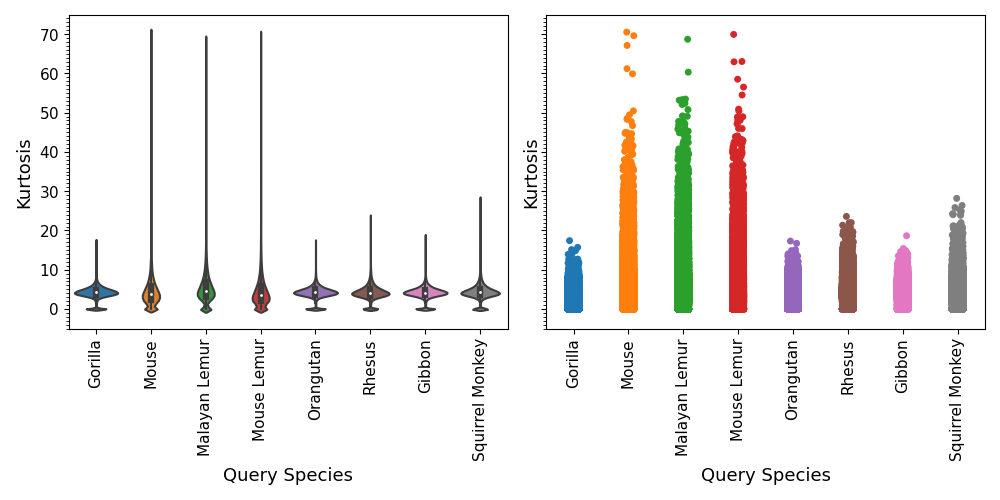 70
60
50
40
30
20
10
0
Kurtosis
Gorilla
Mouse
Malayan Lemur
Mouse Lemur
Orangutan
Rhesus
Gibbon
Squirrel Monkey
Query Species
Kurtosis
Gorilla
Mouse
Malayan Lemur
Mouse Lemur
Orangutan
Rhesus
Gibbon
Squirrel Monkey
Query Species